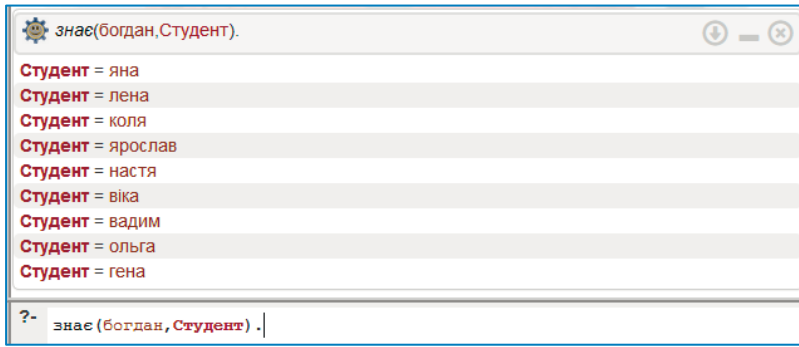 знає(богдан,Студент).
Студент = яна
Студент = лена
Студент = коля
Студент = ярослав
Студент = настя
Студент = віка
Студент = вадим
Студент = ольга
Студент = гена
?- знає(богдан,Студент).